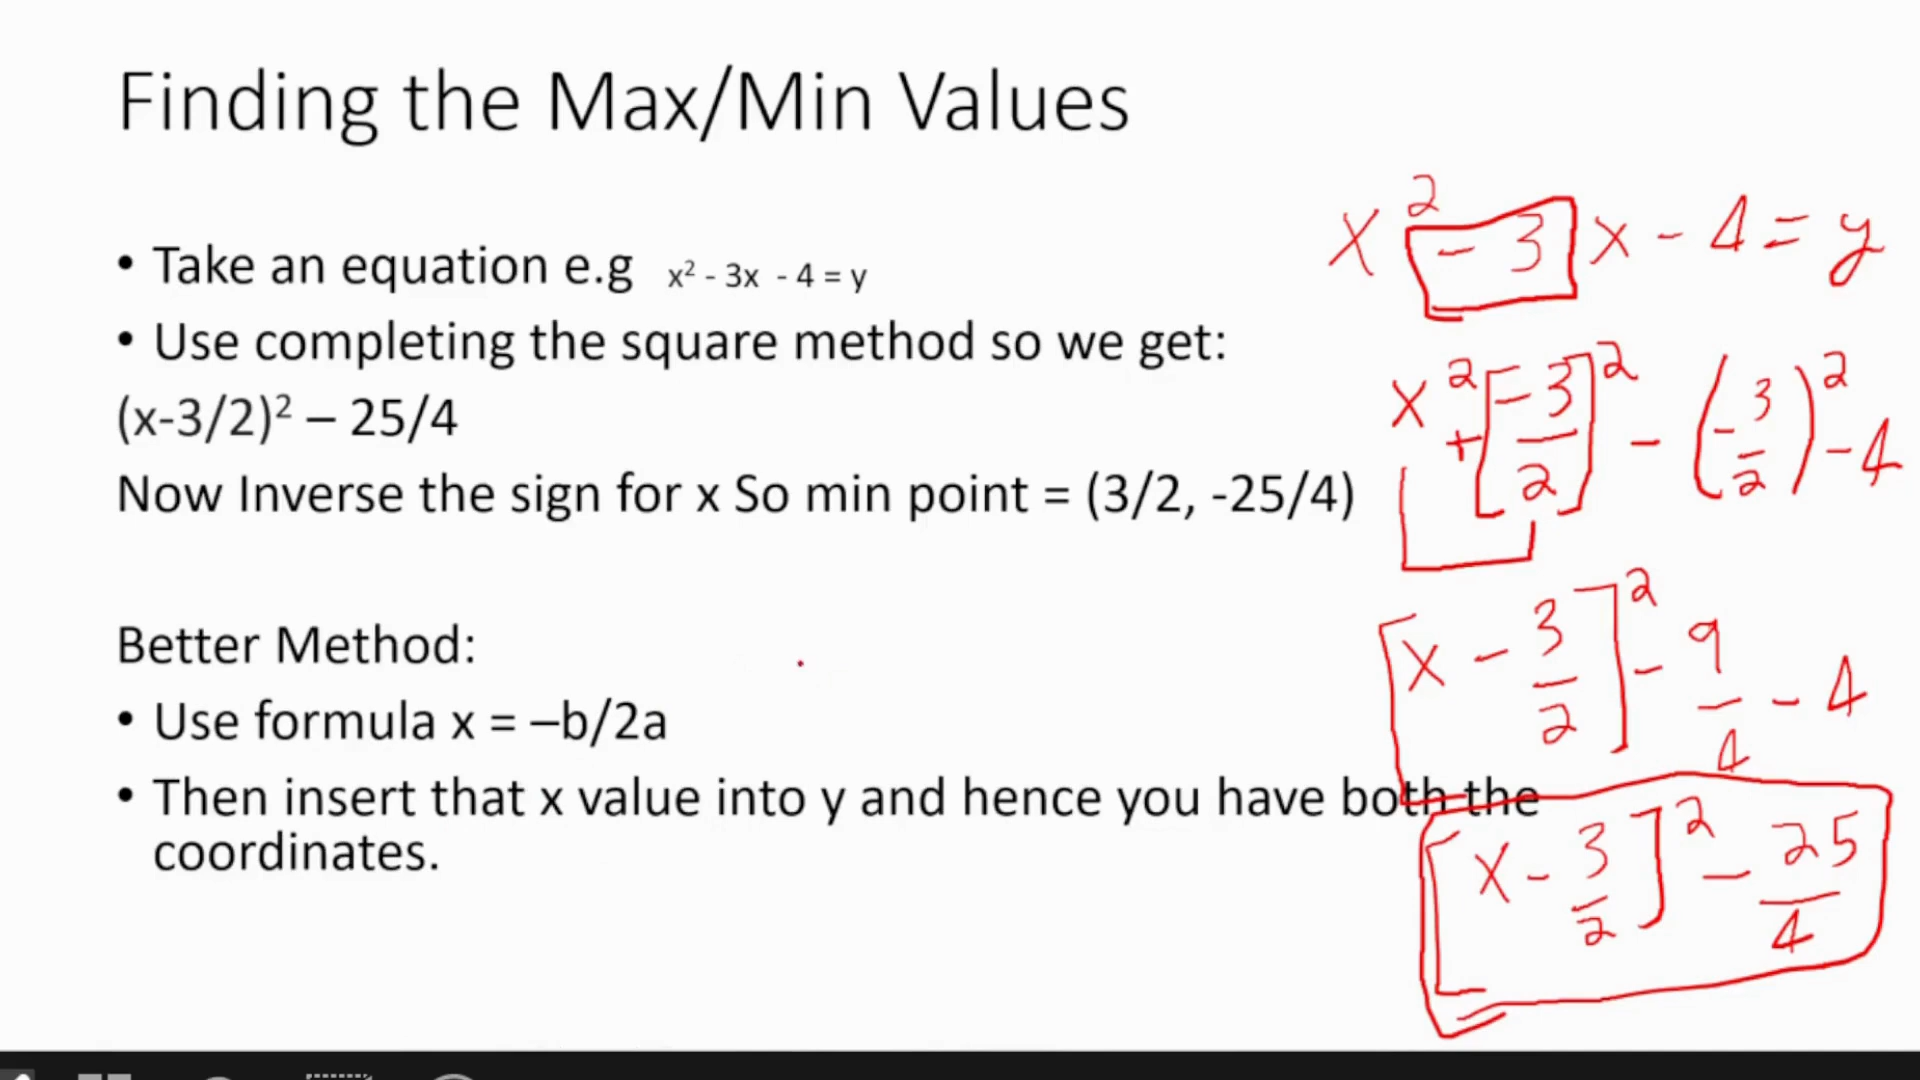 Finding the Max/Min Values
• Take an equation e.g x² - 3x - 4 = y
• Use completing the square method so we get:
(x-3/2)² – 25/4
Now Inverse the sign for x So min point = (3/2, -25/4)
Better Method:
• Use formula x = –b/2a
• Then insert that x value into y and hence you have both the
coordinates.
x² - 3x - 4 = y
x² + [-3/2]² - (-3/2)² - 4
[x - 3/2]² - 9/4 - 4
[x - 3/2]² - 25/4